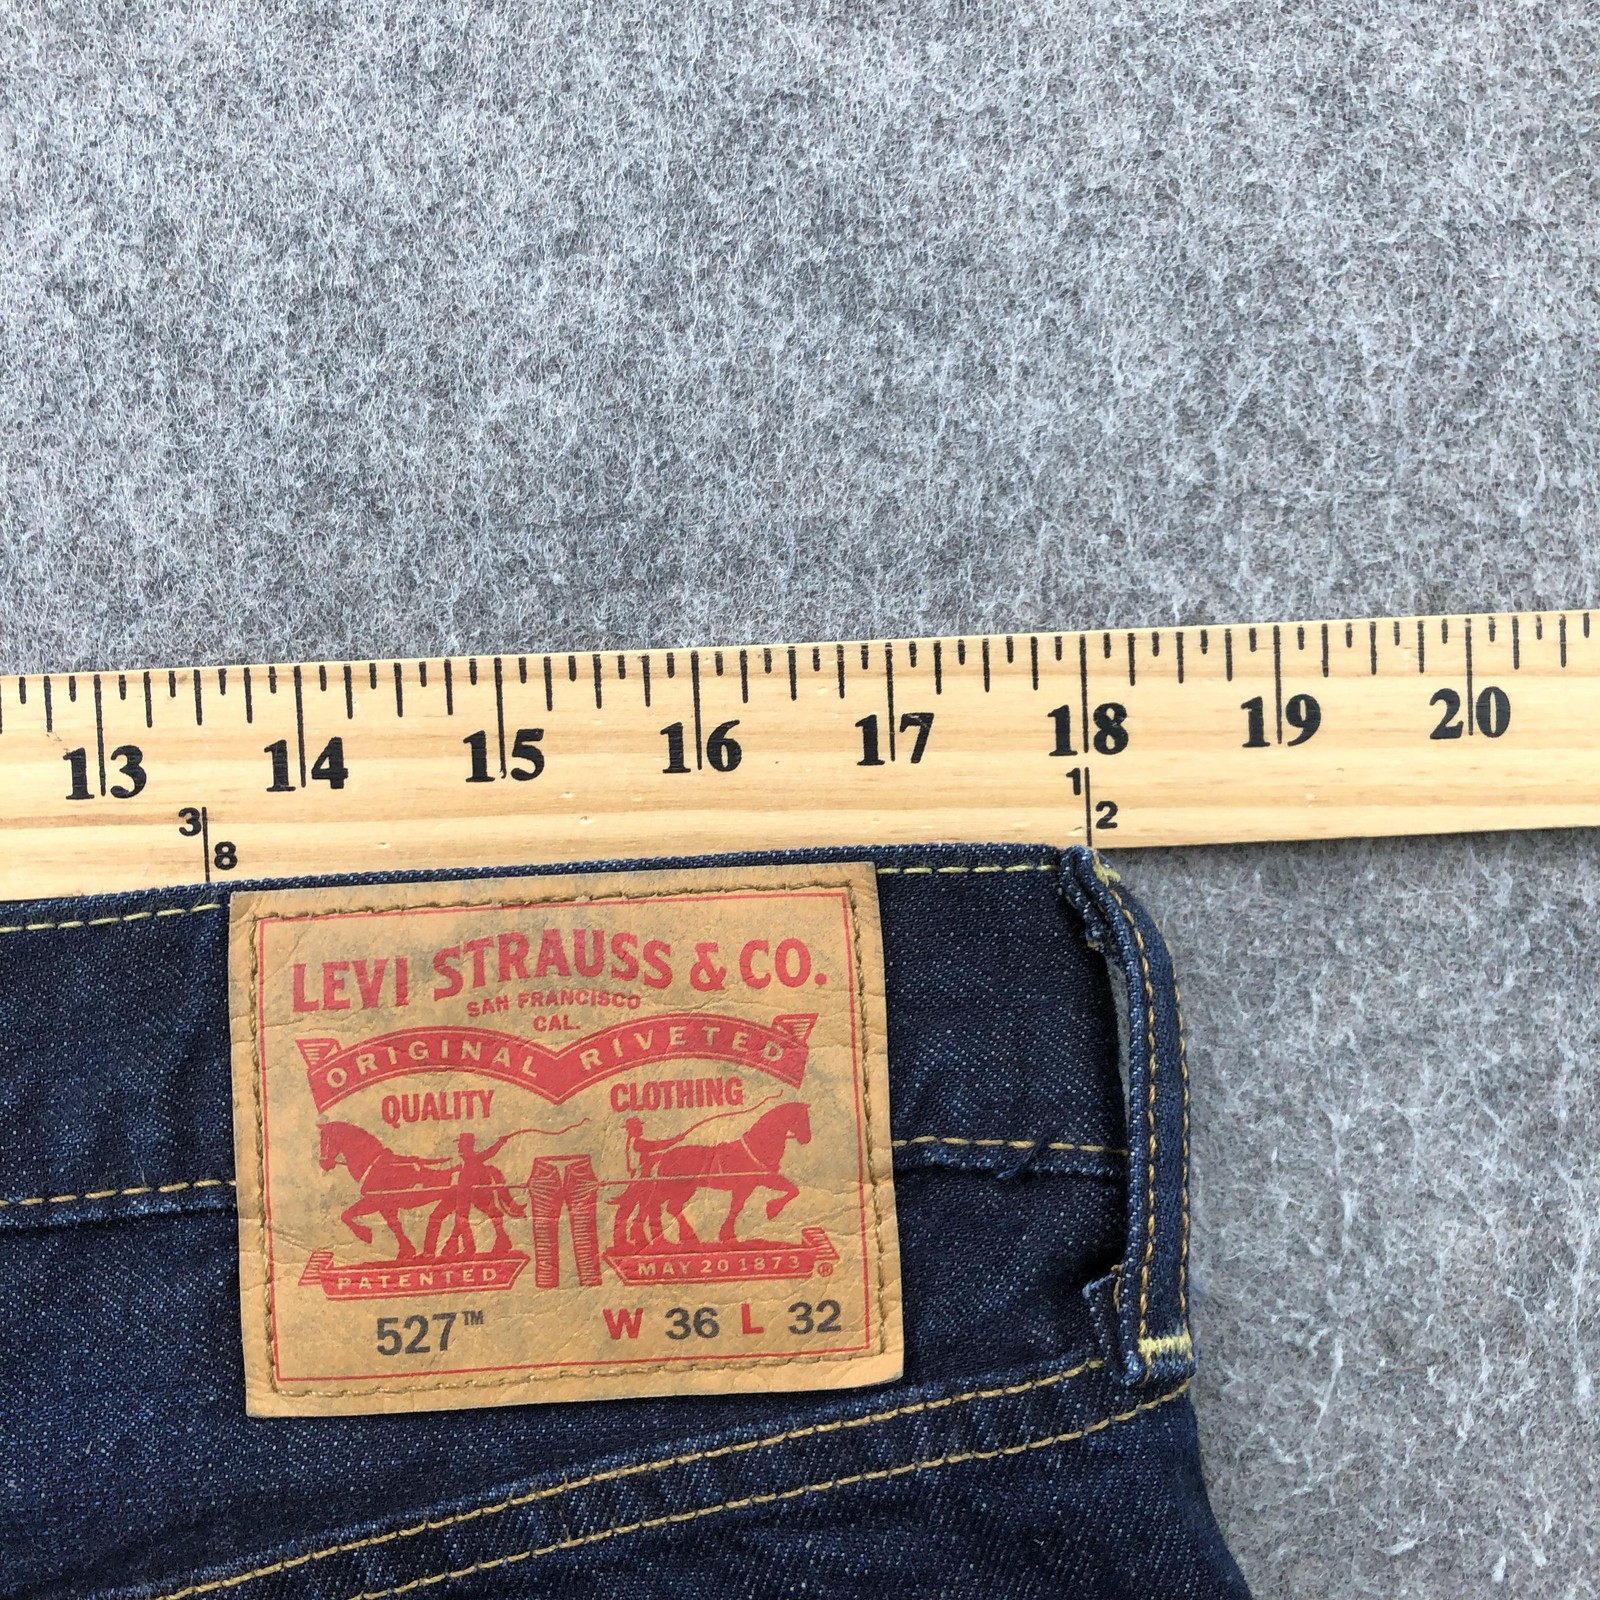 13 14 15 16 17 18 19 20
3 8 1 2
LEVI STRAUSS & CO.
SAN FRANCISCO
CAL.
ORIGINAL RIVETED
QUALITY CLOTHING
PATENTED MAY 20 1873 ®
527™ W 36 L 32